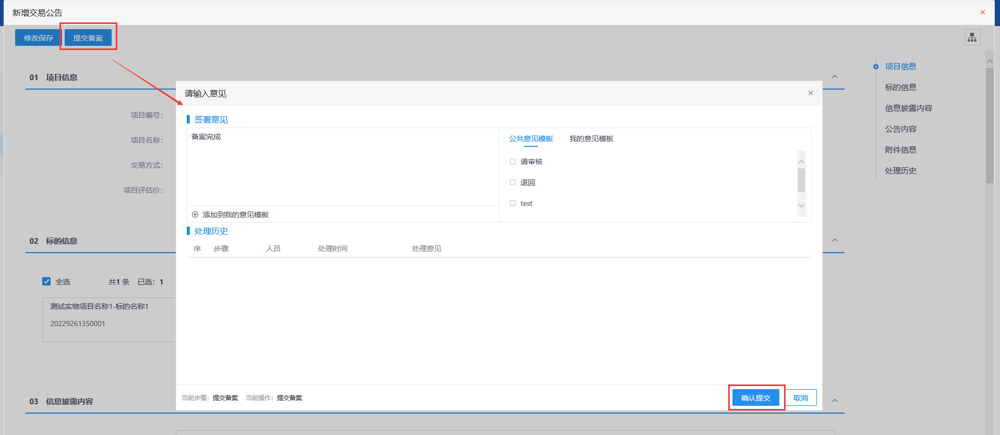 新增交易公告
修改保存
提交备案
01 项目信息
项目编号：
项目名称：
交易方式：
项目评估价：
02 标的信息
全选 共1 条 已选：1
测试实物项目名称1-标的名称1
20229261350001
03 信息披露内容
请输入意见
签署意见
备案完成
添加到我的意见模板
公共意见模板 我的意见模板
请审核
退回
test
处理历史
序 步骤 人员 处理时间 处理意见
当前步骤：提交备案 当前操作：提交备案
确认提交
取消
项目信息
标的信息
信息披露内容
公告内容
附件信息
处理历史